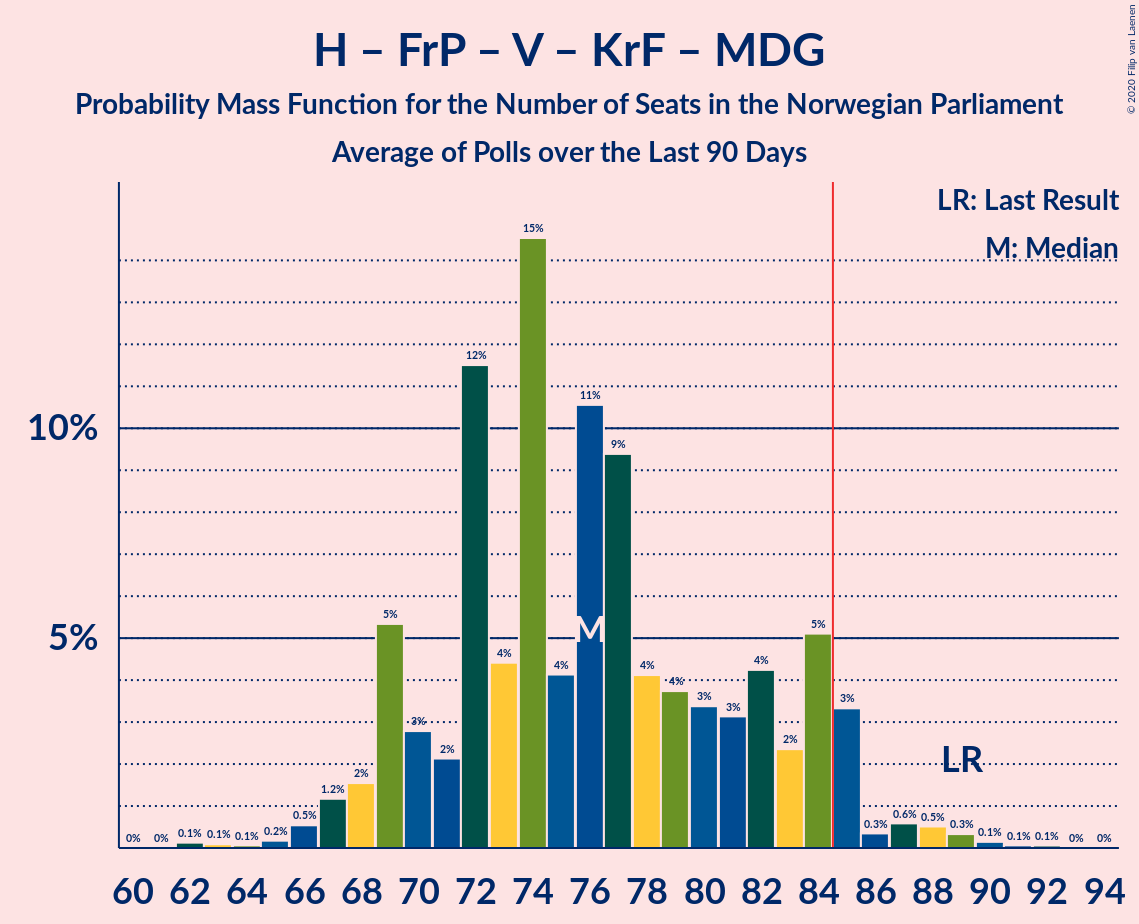 H – FrP – V – KrF – MDG
Probability Mass Function for the Number of Seats in the Norwegian Parliament
Average of Polls over the Last 90 Days
© 2020 Filip van Laenen
LR: Last Result
M: Median
10%
5%
0% 0% 0.1% 0.1% 0.1% 0.2% 0.5% 1.2% 2% 5% 3% 2% 12% 4% 15% 4% 11% 9% 4% 4% 3% 3% 4% 2% 5% 3% 0.3% 0.6% 0.5% 0.3% 0.1% 0.1% 0.1% 0% 0%
M
LR
60 62 64 66 68 70 72 74 76 78 80 82 84 86 88 90 92 94